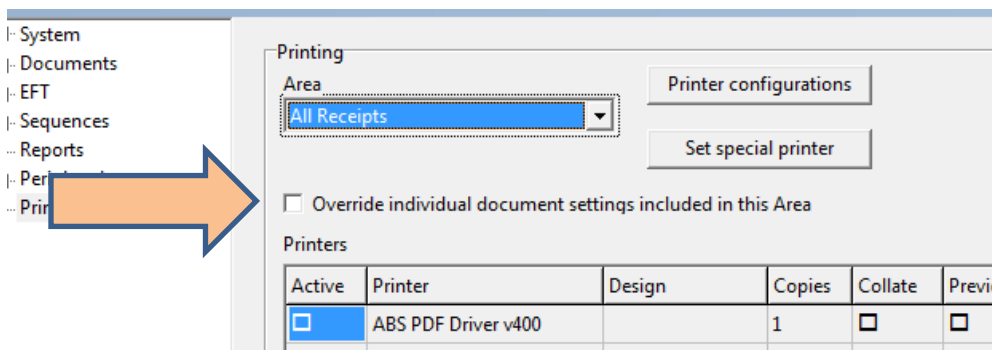 System
Documents
EFT
Sequences
Reports
Printing
Area
All Receipts
Printer configurations
Set special printer
Override individual document settings included in this Area
Printers
Active Printer Design Copies Collate
ABS PDF Driver v400 1